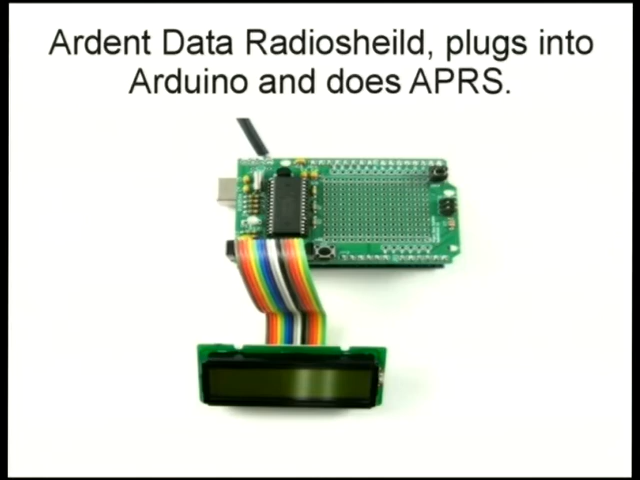 Ardent Data Radiosheild, plugs into
Arduino and does APRS.